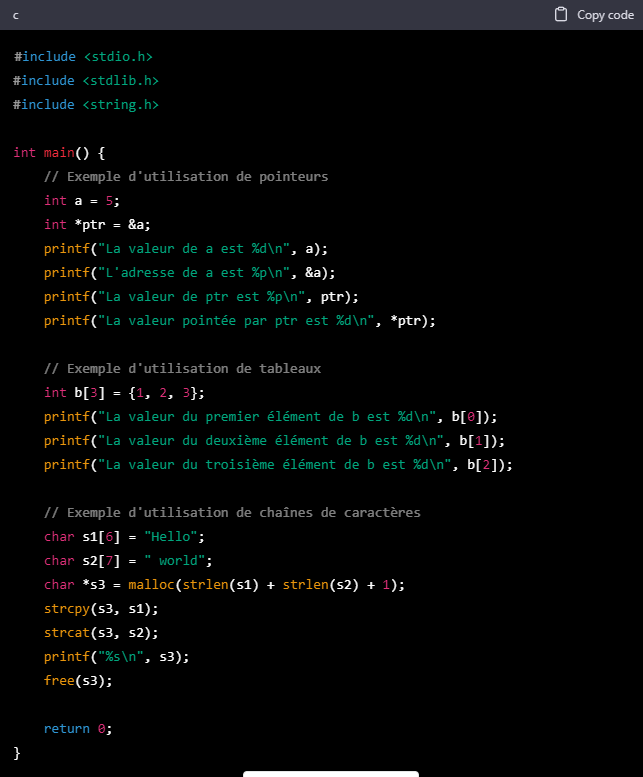 c
Copy code
#include <stdio.h>
#include <stdlib.h>
#include <string.h>

int main() {
    // Exemple d'utilisation de pointeurs
    int a = 5;
    int *ptr = &a;
    printf("La valeur de a est %d\n", a);
    printf("L'adresse de a est %p\n", &a);
    printf("La valeur de ptr est %p\n", ptr);
    printf("La valeur pointée par ptr est %d\n", *ptr);

    // Exemple d'utilisation de tableaux
    int b[3] = {1, 2, 3};
    printf("La valeur du premier élément de b est %d\n", b[0]);
    printf("La valeur du deuxième élément de b est %d\n", b[1]);
    printf("La valeur du troisième élément de b est %d\n", b[2]);

    // Exemple d'utilisation de chaînes de caractères
    char s1[6] = "Hello";
    char s2[7] = " world";
    char *s3 = malloc(strlen(s1) + strlen(s2) + 1);
    strcpy(s3, s1);
    strcat(s3, s2);
    printf("%s\n", s3);
    free(s3);

    return 0;
}